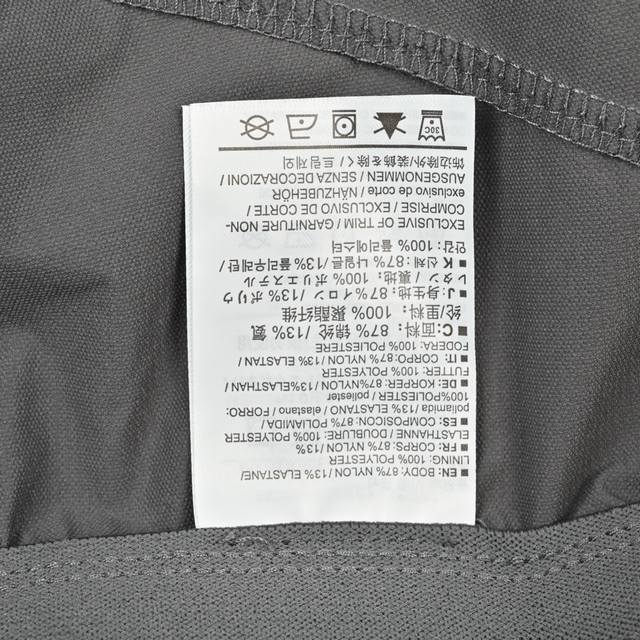 ■ EN: BODY: 87% NYLON / 13% ELASTANE/
LINING: 100% POLYESTER
■ FR: CORPS: 87% NYLON / 13%
ELASTHANNE DOUBLURE: 100% POLYESTER
■ ES: COMPOSICON: 87% POLIAMIDA /
poliamida / 13% ELASTANO / elastano / FORRO:
100%POLIESTER / poliester
■ DE: KORPER: 87% NYLON / 13%ELASTHAN /
FUTTER: 100% POLYESTER
■ IT: CORPO: 87% NYLON / 13% ELASTAN/
FODERA: 100% POLIESTERE
■ C:面料: 87% 锦纶 /13% 氨
纶/里料: 100% 聚酯纤维
■ J:身生地: 87%ナイロン / 13% ポリウ
レタン / 裏地: 100% ポリエステル
■ K:신체: 87% 나일론 /13% 폴리우레탄/
안감: 100% 폴리에스터
EXCLUSIVE OF TRIM / GARNITURE NON-
COMPRISE / EXCLUSIVO DE CORTE /
exclusivo de corte / NÄHZUBEHÖR
AUSGENOMMEN / SENZA DECORAZIONI /
饰边除外/装飾を除く/트림제외
30C